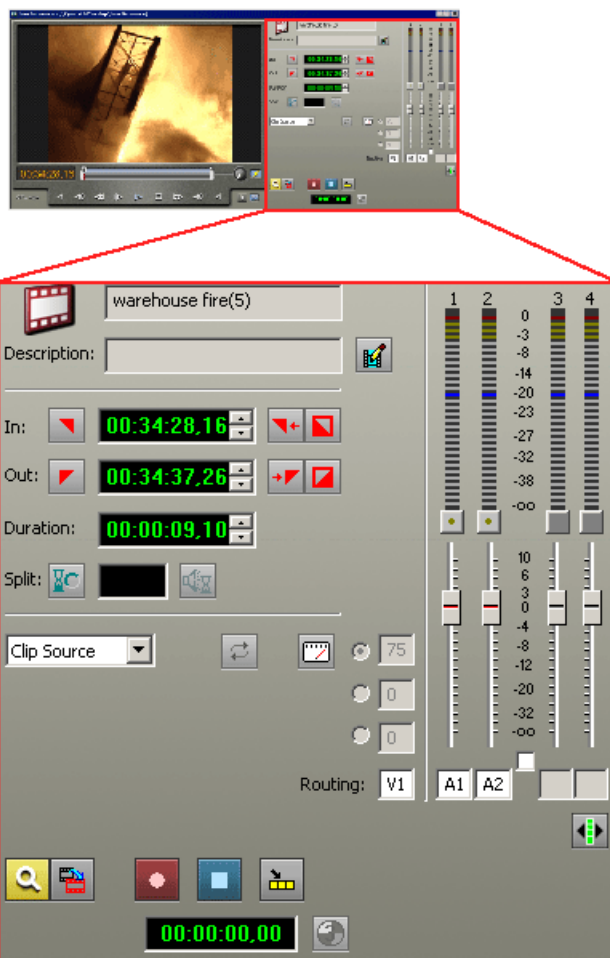 00:34:28,16
warehouse fire(5)
Description:
In: 00:34:28,16
Out: 00:34:37,26
Duration: 00:00:09,10
Split:
Clip Source
75
0
0
Routing: V1 A1 A2
1 2 3 4
0
-3
-8
-14
-20
-23
-27
-32
-38
-oo
10
6
3
0
-4
-8
-12
-20
-32
-oo
00:00:00,00